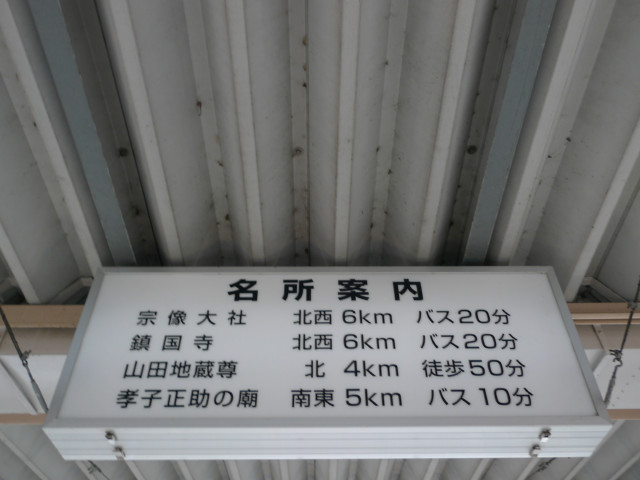 名所案内
宗像大社 北西 6km バス20分
鎮国寺 北西 6km バス20分
山田地蔵尊 北 4km 徒歩50分
孝子正助の廟 南東 5km バス10分